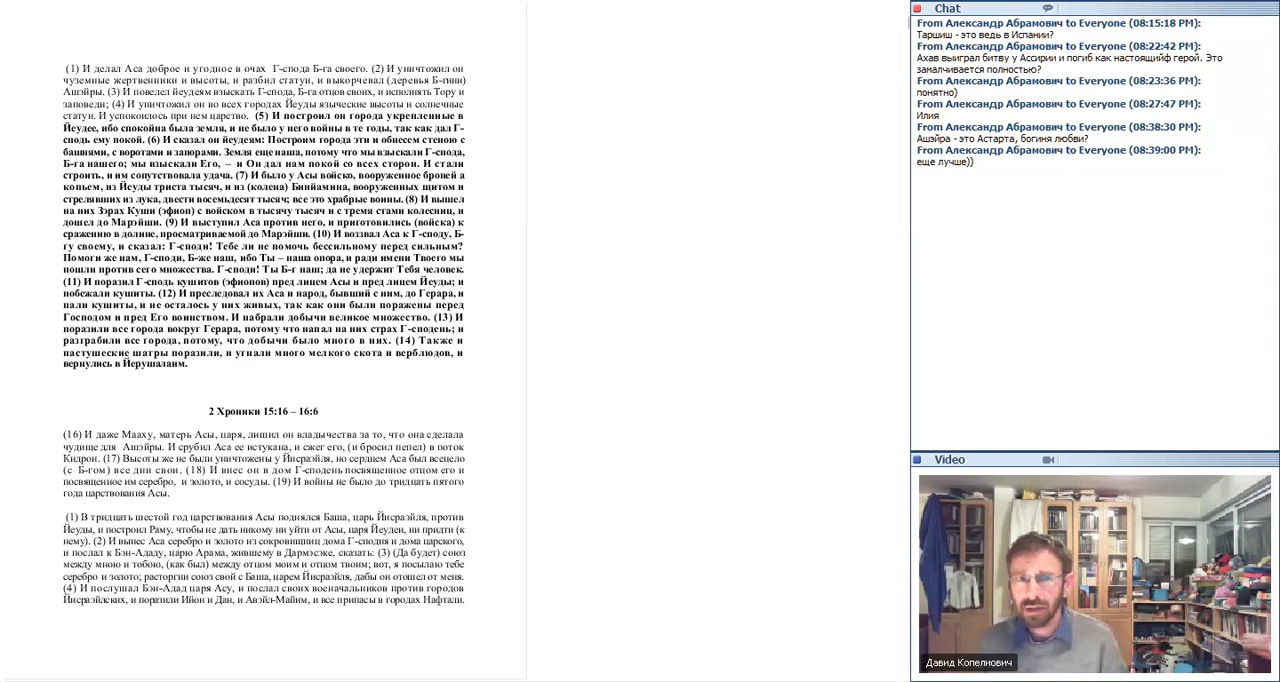 (1) И делал Аса доброе и угодное в очах Г-спода Б-га своего. (2) И уничтожил он
чуземные жертвенники и высоты, и разбил статуи, и выкорчевал (деревья Б-гини)
Апэйры. (3) И повелел йеудеям взыскать Г-спода, Б-га отцов своих, и исполнять Тору и
заповеди; (4) И уничтожил он во всех городах Йеуды языческие высоты и солнечные
статуи. И успокоилось при нем царство. (5) И построил он города укрепленные в
Йеудее, ибо спокойна была земля, и не было у него войны в те годы, так как дал Г-
сподь ему покой. (6) И сказал он йеудеям: Построим города эти и обнесем стеною с
башнями, с воротами и запорами. Земля еще наша, потому что мы взыскали Г-спода,
Б-га нашего; мы взыскали Его, – и Он дал нам покой со всех сторон. И стали
строить, и им сопутствовала удача. (7) И было у Асы войско, вооруженное броней а
копьем, из Йеуды триста тысяч, и из (колена) Бинйамина, вооруженных щитом и
стрелявших из лука, двести восемьдесят тысяч; все это храбрые воины. (8) И вышел
на них Зэрах Куши (эфиоп) с войском в тысячу тысяч и с тремя стами колесниц, и
дошел до Марэйши. (9) И выступил Аса против него, и приготовились (войска) к
сражению в долине, просматриваемой до Марэйши. (10) И воззвал Аса к Г-споду, Б-
гу своему, и сказал: Г-споди! Тебе ли не помочь бессильному перед сильным?
Помоги же нам, Г-споди, Б-же наш, ибо Ты – наша опора, и ради имени Твоего мы
пошли против сего множества. Г-споди! Ты Б-г наш; да не удержит Тебя человек.
(11) И поразил Г-сподь кушитов (эфиопов) пред лицем Асы и пред лицем Йеуды; и
побежали кушиты. (12) И преследовал их Аса и народ, бывший с ним, до Герара, и
пали кушиты, и не осталось у них живых, так как они были поражены перед
Господом и пред Его воинством. И набрали добычи великое множество. (13) И
поразили все города вокруг Герара, потому что напал на них страх Г-споден; и
разграбили все города, потому, что добычи было много в них. (14) Также и
пастушеские шатры поразили, и угнали много мелкого скота и верблюдов, и
вернулись в Йерушалаим.
2 Хроники 15:16 – 16:6
(16) И даже Мааху, матерь Асы, царя, лишил он владычества за то, что она сделала
чудище для Ашэйры. И срубил Аса ее истукана, и сжег его, (и бросил пепел) в поток
Кидрон. (17) Высоты же не были уничтожены у Йисраэйля, но сердцем Аса был всецело
(с Б-гом) все дни свои. (18) И внес он в дом Г-сподень посвященное отцом его и
посвященное им серебро, и золото, и сосуды. (19) И войны не было до тридцать пятого
года царствования Асы.
(1) В тридцать шестой год царствования Асы поднялся Баша, царь Йисраэйля, против
Йеуды, и построил Раму, чтобы не дать никому ни уйти от Асы, царя Йеудеи, ни придти (к
нему). (2) И вынес Аса серебро и золото из сокровищниц дома Г-сподня и дома царского,
и послал к Бэн-Ададу, царю Арама, жившему в Дармэсэке, сказать: (3) (Да будет) союз
между мною и тобою, (как был) между отцом моим и отцом твоим; вот, я посылаю тебе
серебро и золото; расторгни союз свой с Баша, царем Йисраэйля, дабы он отошел от меня.
(4) И послушал Бэн-Адад царя Асу, и послал своих военачальников против городов
Йисраэйлских, и поразили Ийон и Дан, и Авэйл-Майим, и все припасы в городах Нафтали.
Chat
From Александр Абрамович to Everyone (08:15:18 PM):
Таршиш - это ведь в Испании?
From Александр Абрамович to Everyone (08:22:42 PM):
Ахав выиграл битву у Ассирии и погиб как настоящийф герой. Это
замалчивается полностью?
From Александр Абрамович to Everyone (08:23:36 PM):
понятно)
From Александр Абрамович to Everyone (08:27:47 PM):
Илия
From Александр Абрамович to Everyone (08:38:30 PM):
Ашэйра - это Астарта, богиня любви?
From Александр Абрамович to Everyone (08:39:00 PM):
еще лучше))
Video
Давид Копелиович